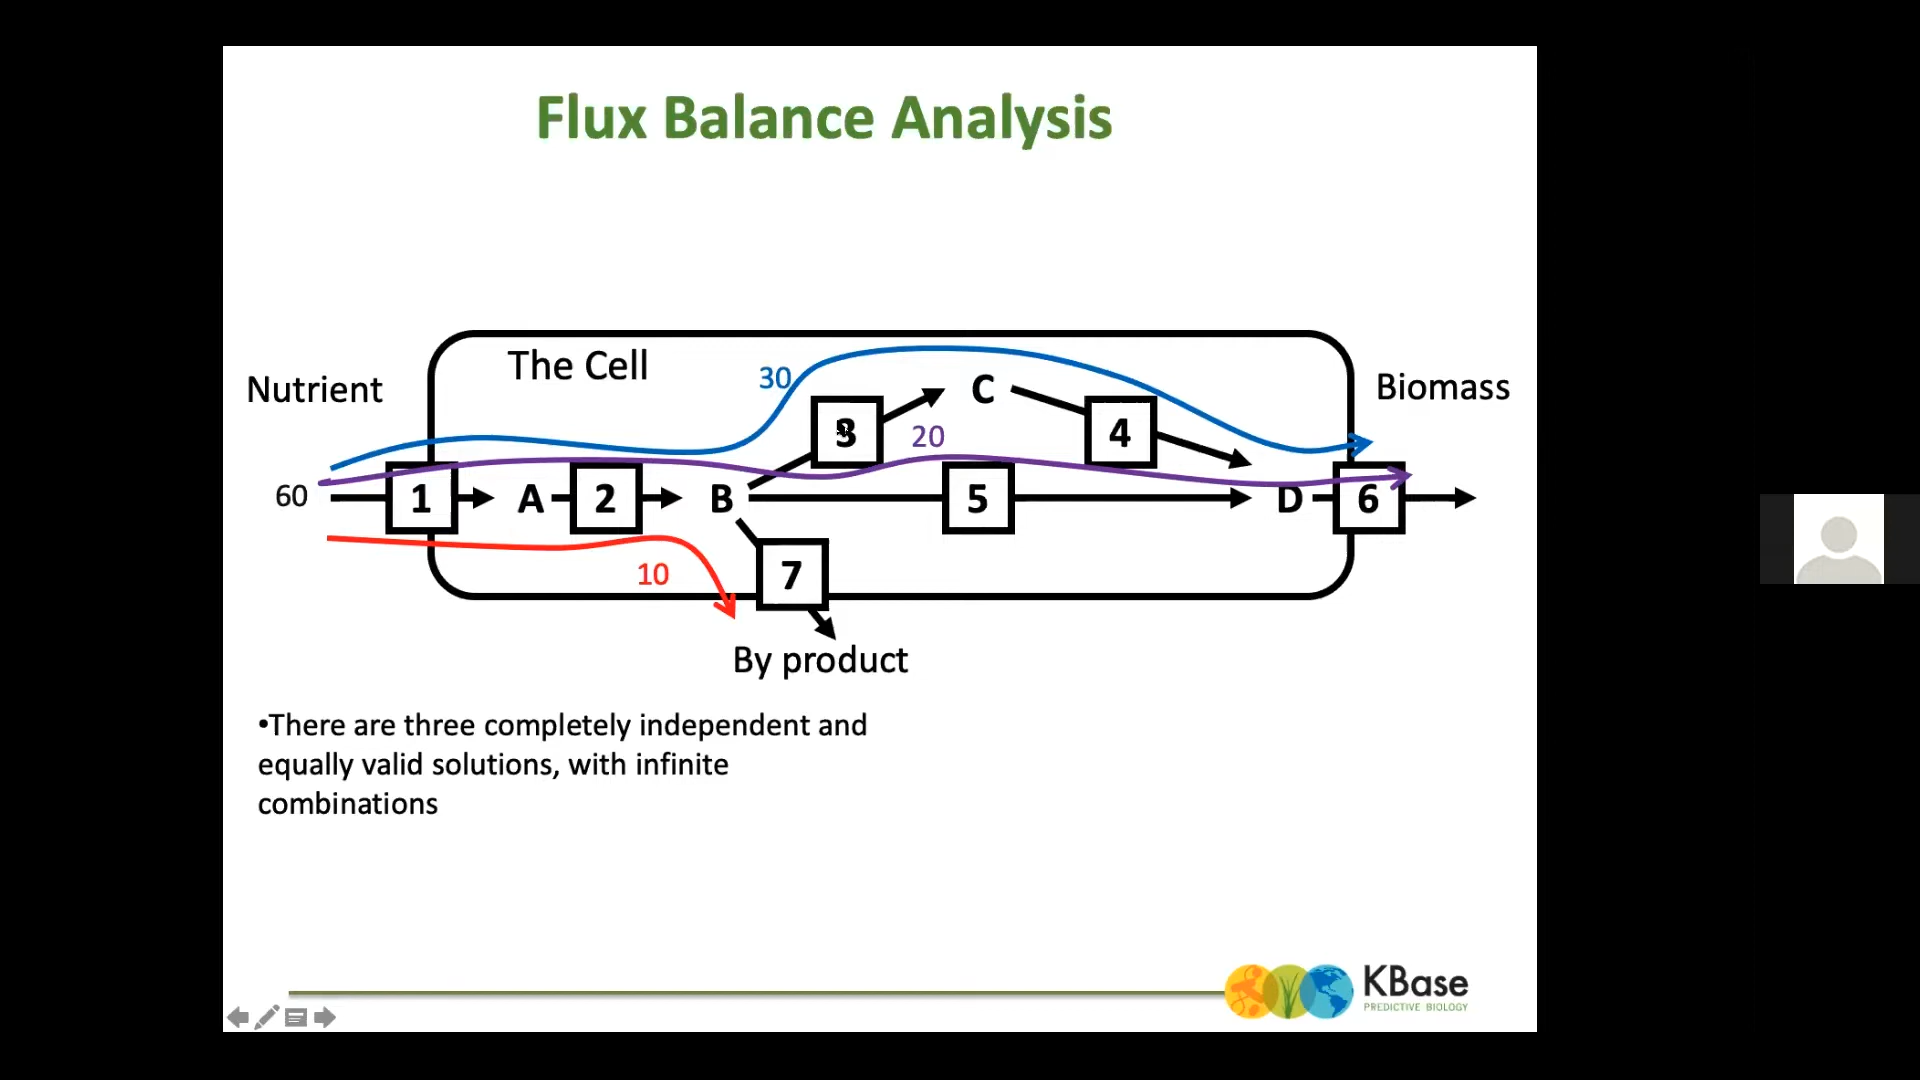 Flux Balance Analysis
The Cell
Nutrient
30
Biomass
C
3
20
4
60
1
A
2
B
5
D
6
10
7
By product
•There are three completely independent and
equally valid solutions, with infinite
combinations
KBase
PREDICTIVE BIOLOGY